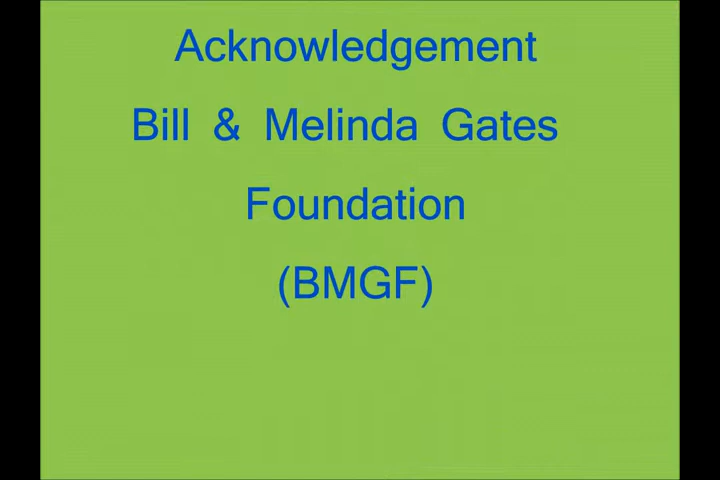 Acknowledgement
Bill & Melinda Gates
Foundation
(BMGF)